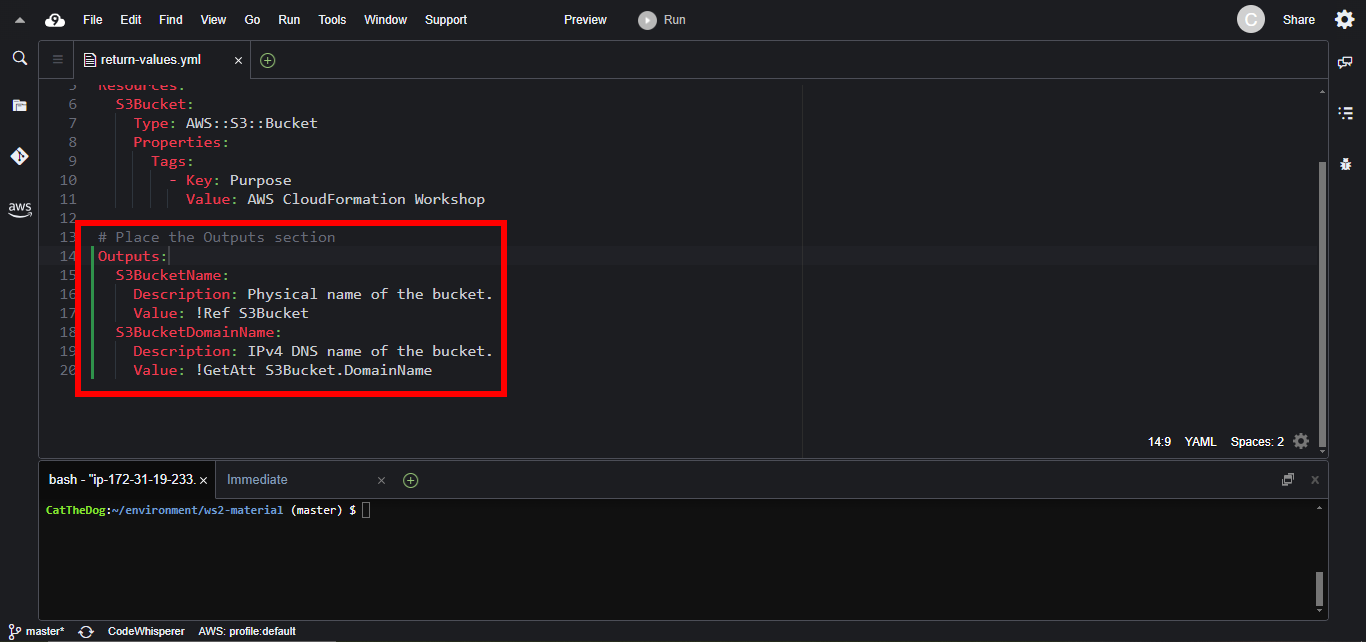 File Edit Find View Go Run Tools Window Support Preview Run C Share
return-values.yml
5 Resources:
6 S3Bucket:
7 Type: AWS::S3::Bucket
8 Properties:
9 Tags:
10 - Key: Purpose
11 Value: AWS CloudFormation Workshop
12
13 # Place the Outputs section
14 Outputs:
15 S3BucketName:
16 Description: Physical name of the bucket.
17 Value: !Ref S3Bucket
18 S3BucketDomainName:
19 Description: IPv4 DNS name of the bucket.
20 Value: !GetAtt S3Bucket.DomainName
aws
14:9 YAML Spaces: 2
bash - "ip-172-31-19-233. Immediate
CatTheDog:~/environment/ws2-material (master) $
master* CodeWhisperer AWS: profile:default